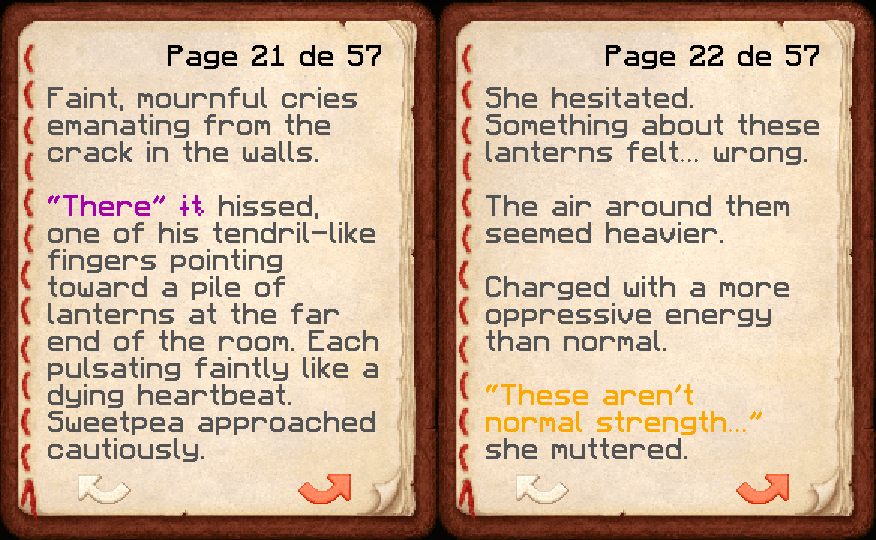 Page 21 de 57
Faint, mournful cries
emanating from the
crack in the walls.
"There" it hissed,
one of his tendril-like
fingers pointing
toward a pile of
lanterns at the far
end of the room. Each
pulsating faintly like a
dying heartbeat.
Sweetpea approached
cautiously.
Page 22 de 57
She hesitated.
Something about these
lanterns felt... wrong.
The air around them
seemed heavier.
Charged with a more
oppressive energy
than normal.
"These aren't
normal strength..."
she muttered.